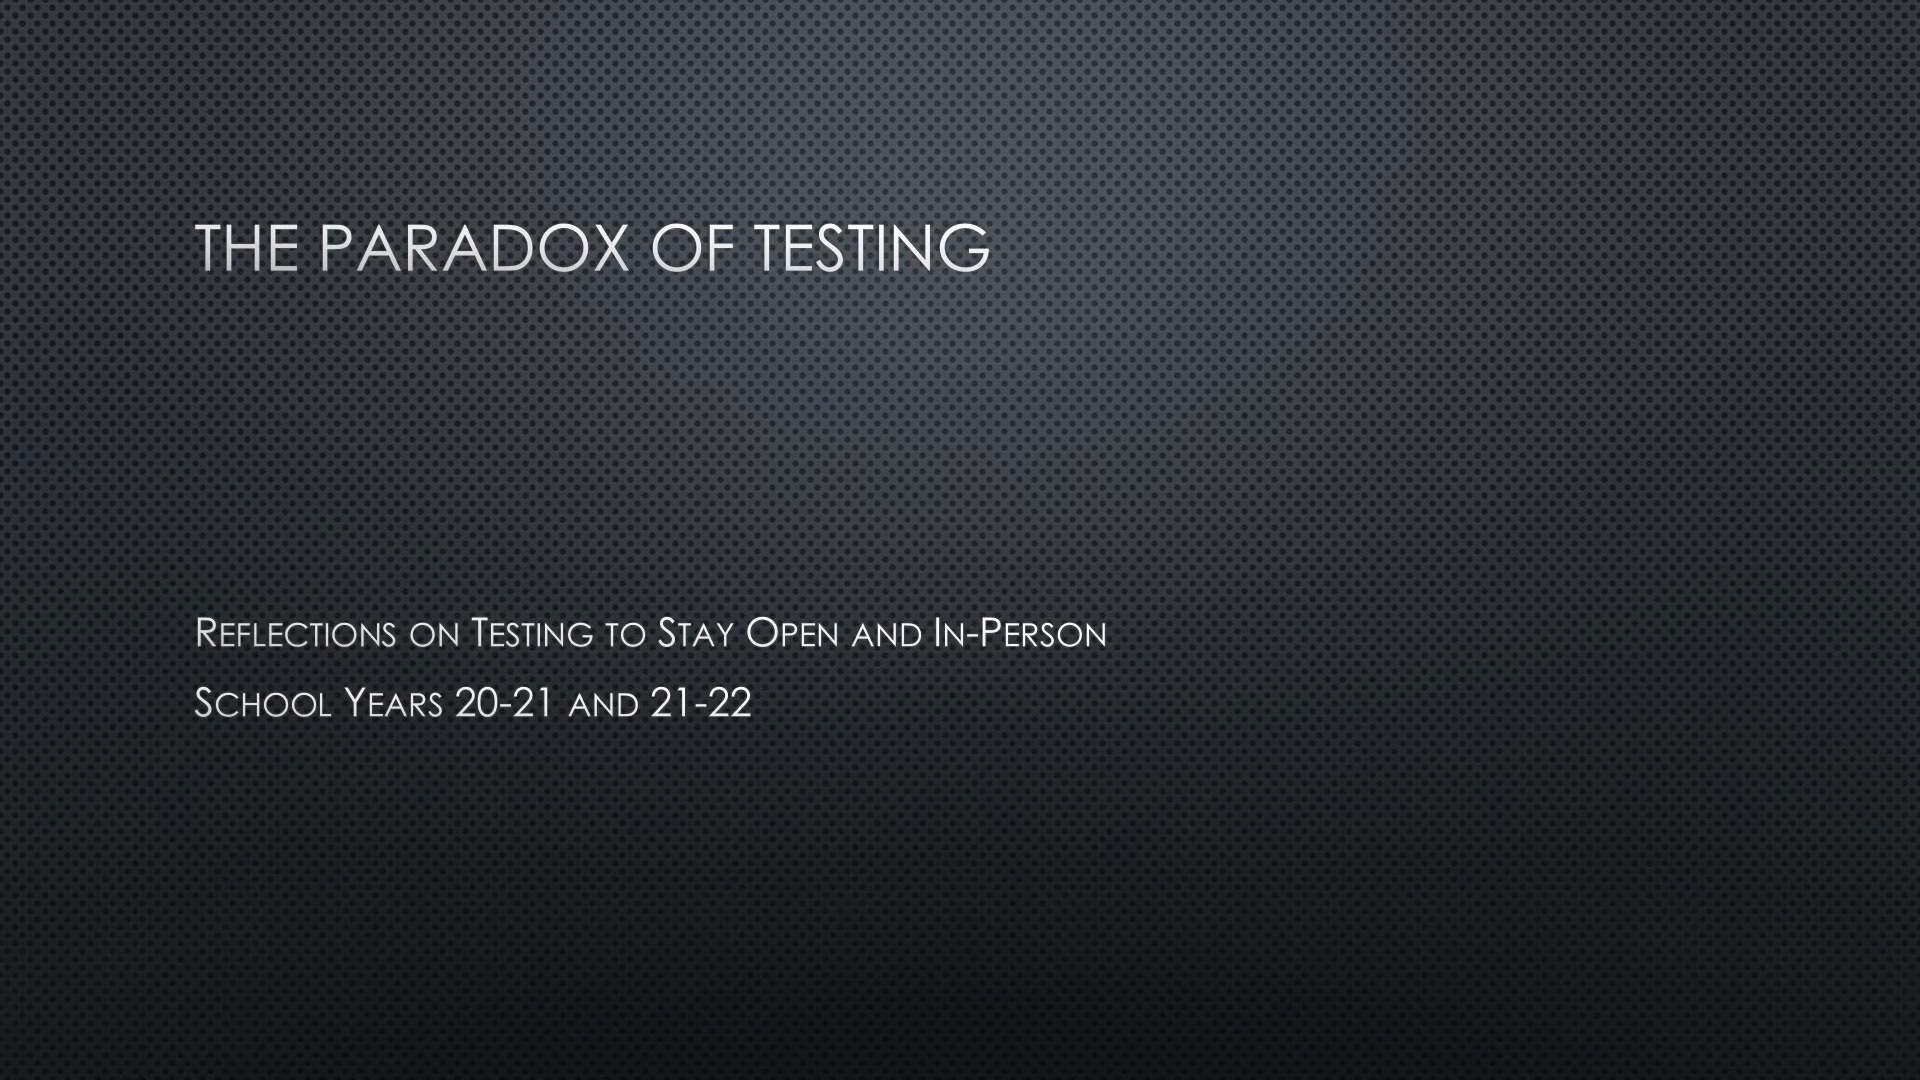 THE PARADOX OF TESTING
Reflections on Testing to Stay Open and In-Person
School Years 20-21 and 21-22